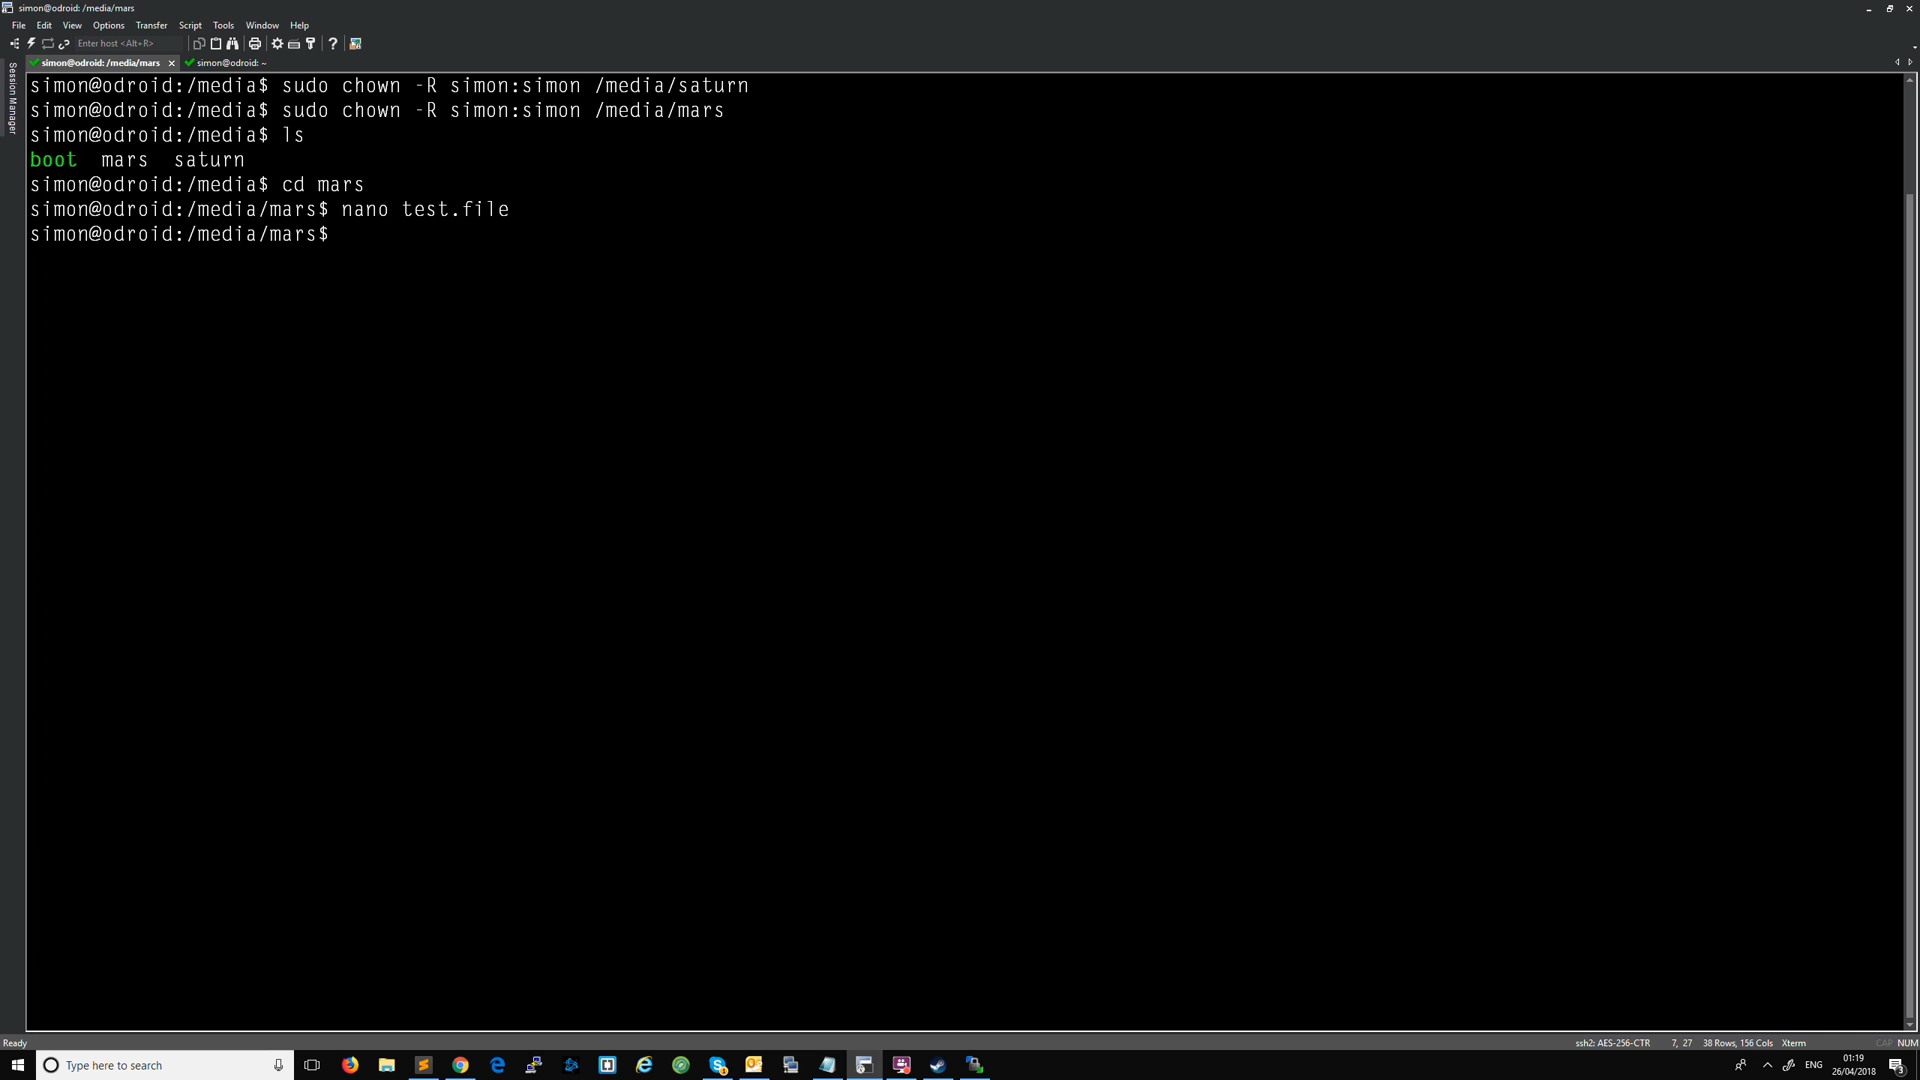 simon@odroid: /media/mars
File Edit View Options Transfer Script Tools Window Help
Enter host <Alt+R>
simon@odroid: /media/mars simon@odroid: ~
Session Manager
simon@odroid:/media$ sudo chown -R simon:simon /media/saturn
simon@odroid:/media$ sudo chown -R simon:simon /media/mars
simon@odroid:/media$ ls
boot mars saturn
simon@odroid:/media$ cd mars
simon@odroid:/media/mars$ nano test.file
simon@odroid:/media/mars$
Ready ssh2: AES-256-CTR 7, 27 38 Rows, 156 Cols Xterm CAP NUM
Type here to search ENG 01:19
26/04/2018 3